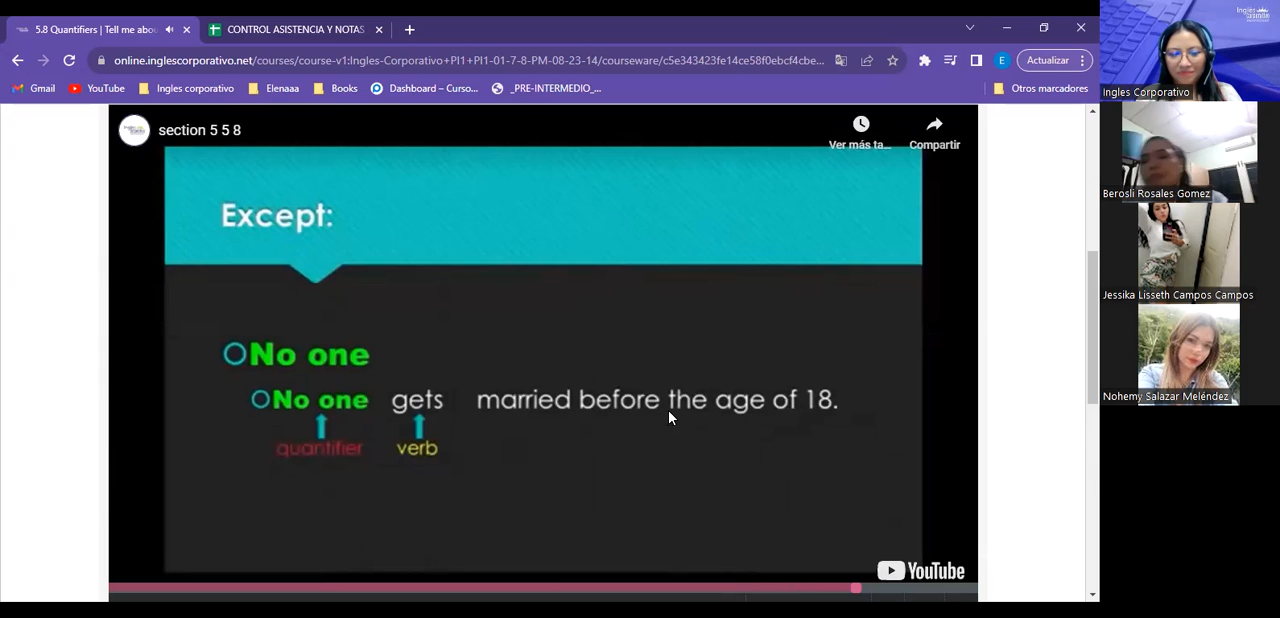 5.8 Quantifiers | Tell me abou
CONTROL ASISTENCIA Y NOTAS
online.inglescorporativo.net/courses/course-v1:Ingles-Corporativo+PI1+PI1-01-7-8-PM-08-23-14/courseware/c5e343423fe14ce58f0ebcf4cbe...
E
Actualizar
Gmail
YouTube
Ingles corporativo
Elenaaa
Books
Dashboard – Curso...
_PRE-INTERMEDIO_...
Otros marcadores
section 5 5 8
Ver más ta...
Compartir
Except:
No one
No one gets married before the age of 18.
quantifier verb
YouTube
Ingles Corporativo
Berosli Rosales Gomez
Jessika Lisseth Campos Campos
Nohemy Salazar Meléndez